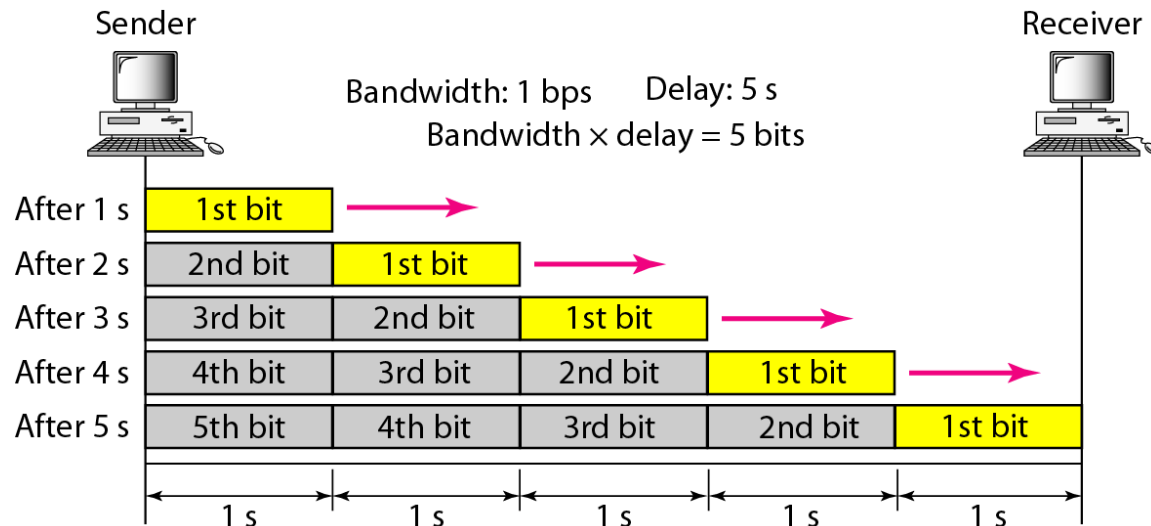 Sender Receiver
Bandwidth: 1 bps Delay: 5 s
Bandwidth × delay = 5 bits
After 1 s 1st bit
After 2 s 2nd bit 1st bit
After 3 s 3rd bit 2nd bit 1st bit
After 4 s 4th bit 3rd bit 2nd bit 1st bit
After 5 s 5th bit 4th bit 3rd bit 2nd bit 1st bit
1 s 1 s 1 s 1 s 1 s